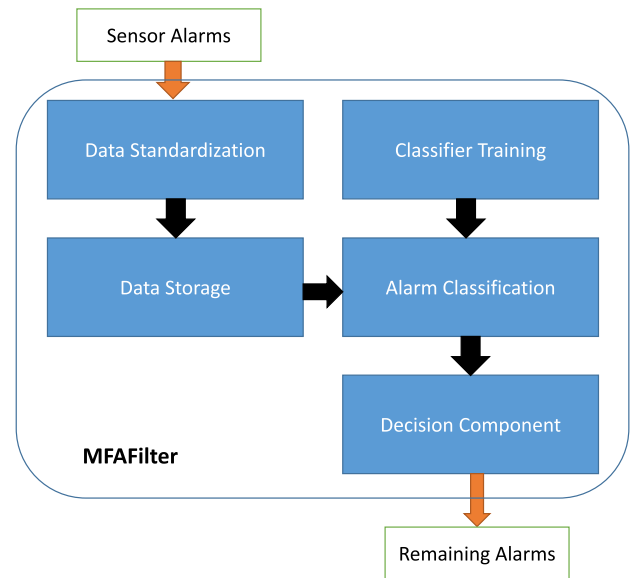 Sensor Alarms
Data Standardization
Classifier Training
Data Storage
Alarm Classification
Decision Component
MFAFilter
Remaining Alarms